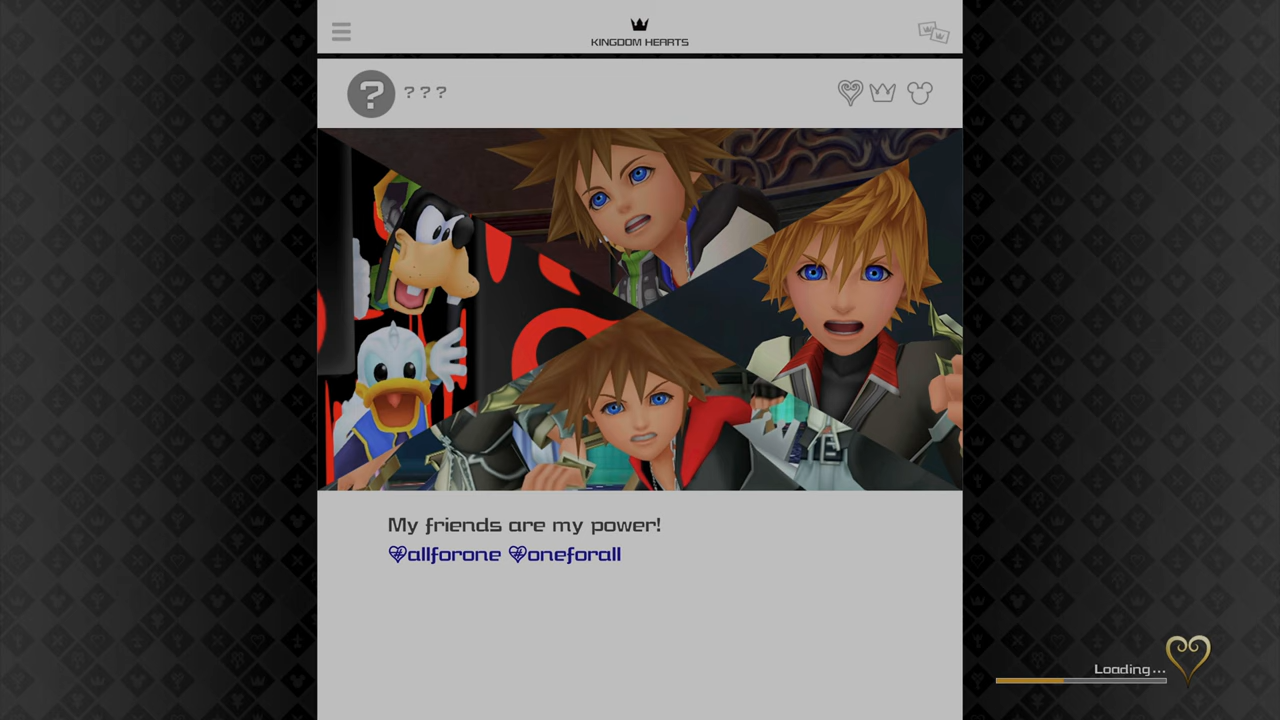 KINGDOM HEARTS
? ? ? ?
My friends are my power!
allforone oneforall
Loading...